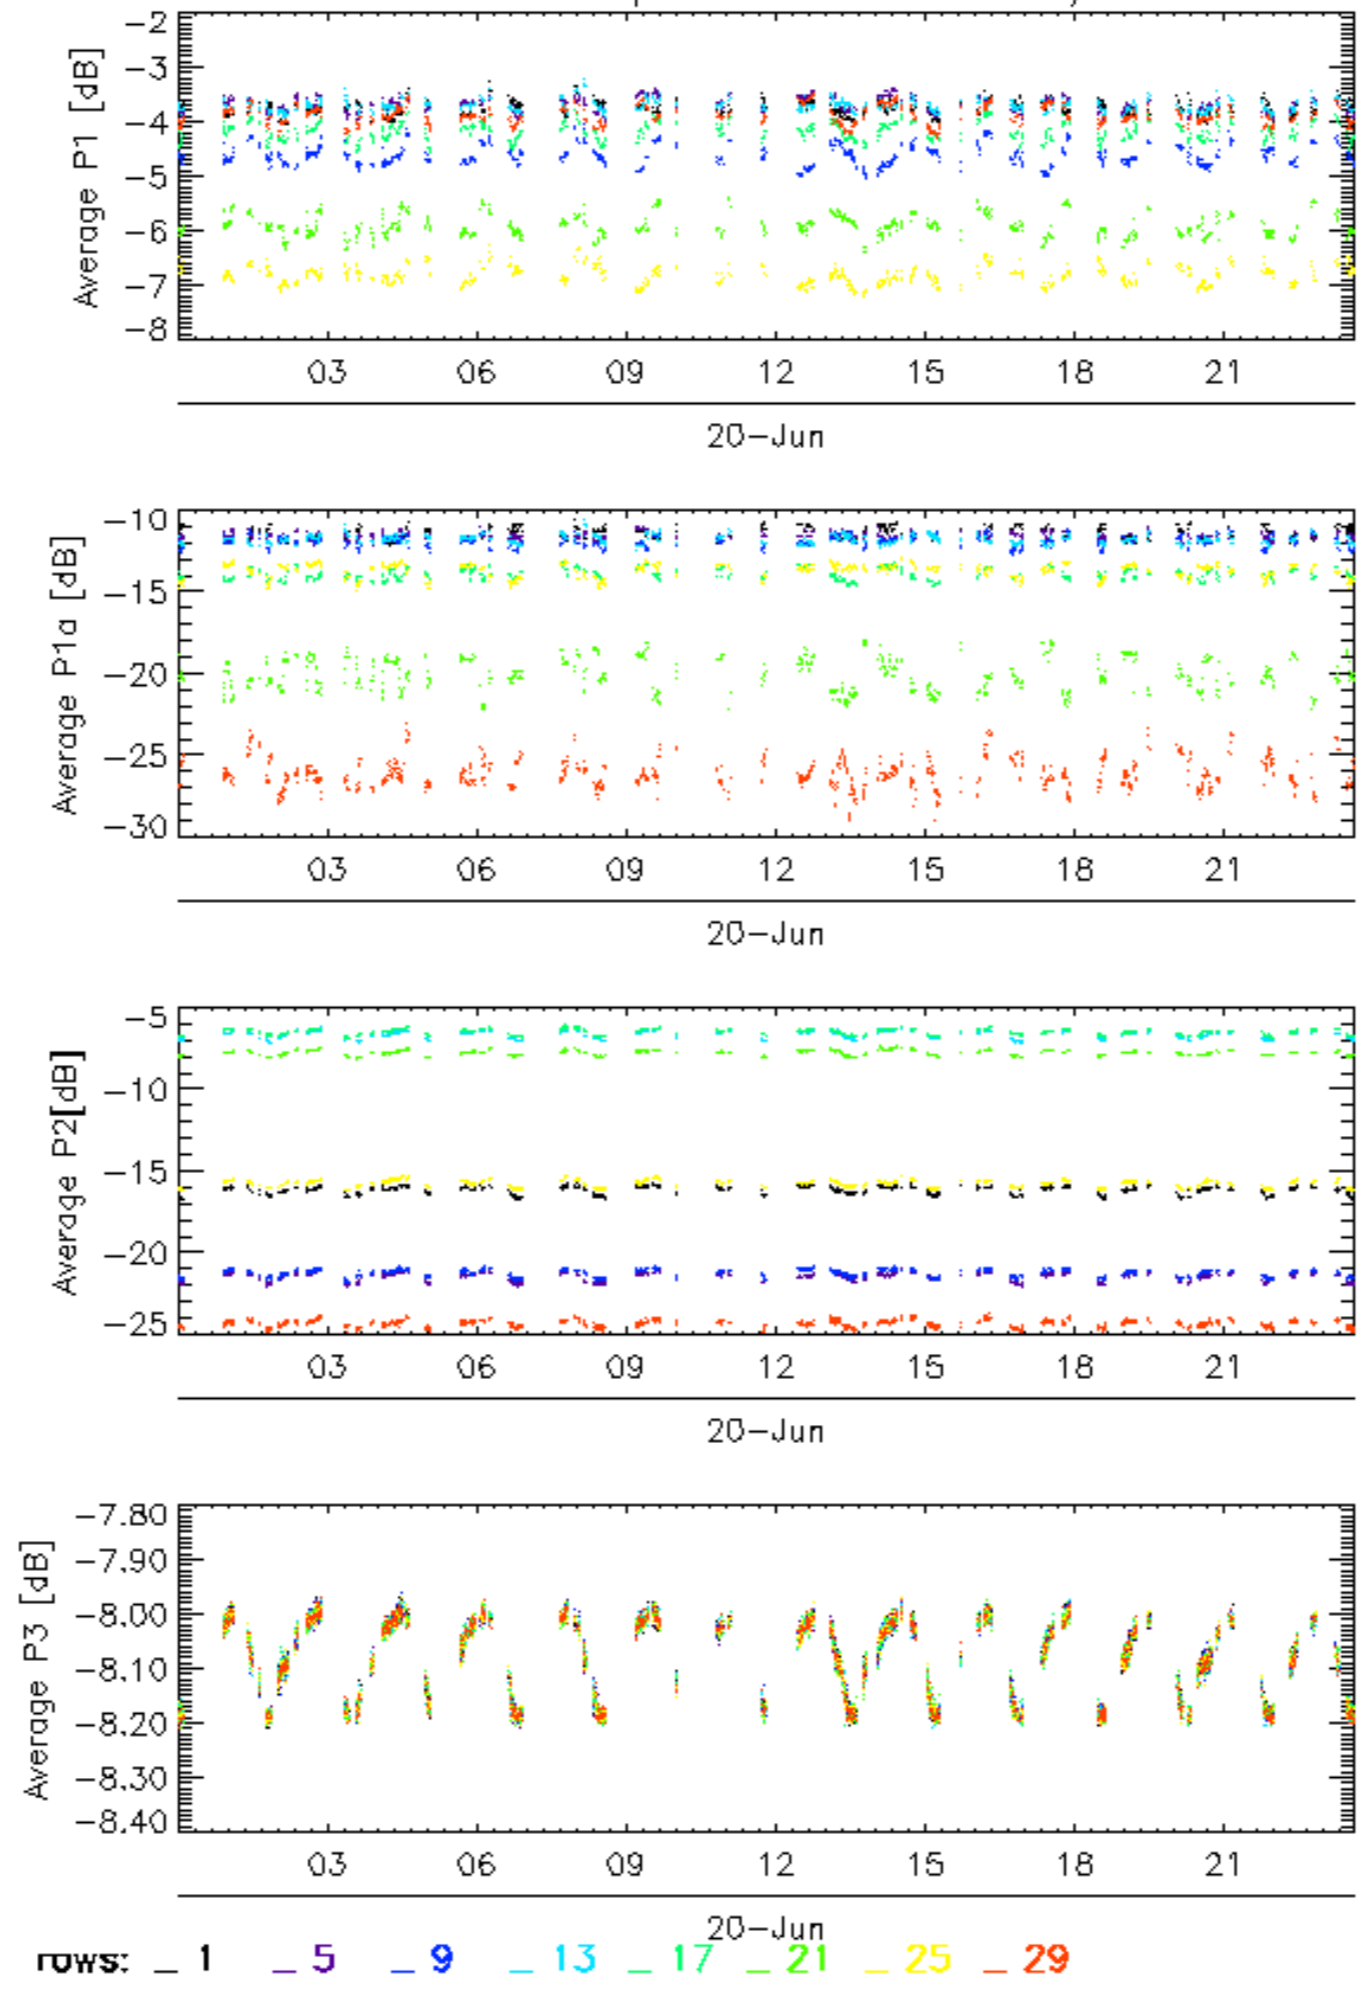 Average P1 [dB]
-2
-3
-4
-5
-6
-7
-8
03 06 09 12 15 18 21
20-Jun
Average P1a [dB]
-10
-15
-20
-25
-30
03 06 09 12 15 18 21
20-Jun
Average P2[dB]
-5
-10
-15
-20
-25
03 06 09 12 15 18 21
20-Jun
Average P3 [dB]
-7.80
-7.90
-8.00
-8.10
-8.20
-8.30
-8.40
03 06 09 12 15 18 21
20-Jun
rows: _ 1 _ 5 _ 9 _ 13 _ 17 _ 21 _ 25 _ 29